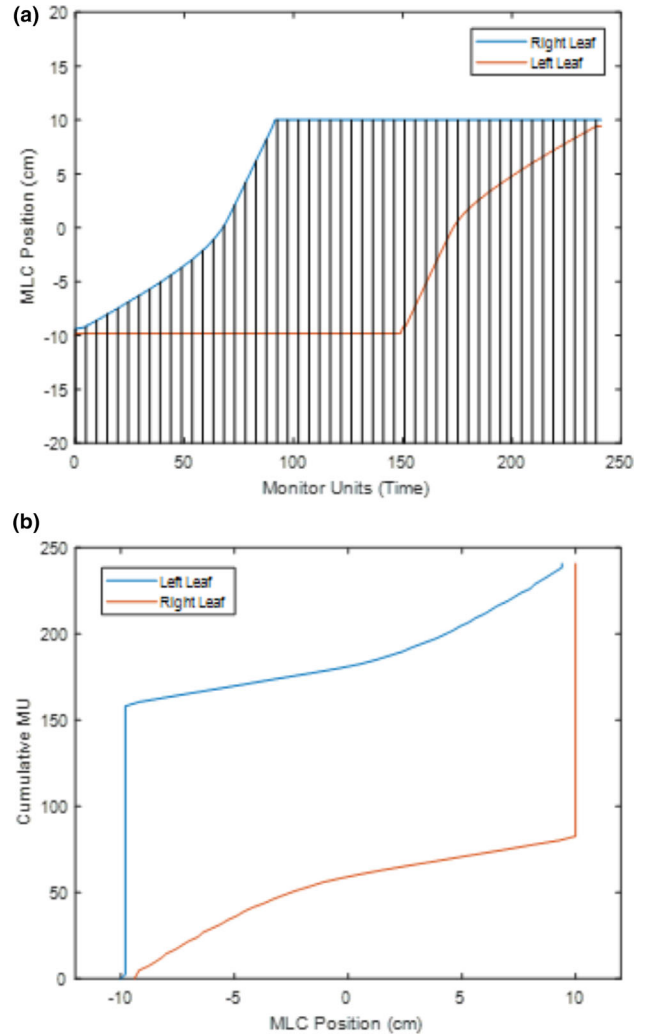 (a)
20
15
10
5
0
-5
-10
-15
-20
MLC Position (cm)
Right Leaf
Left Leaf
0 50 100 150 200 250
Monitor Units (Time)
(b)
250
200
150
100
50
0
Cumulative MU
Left Leaf
Right Leaf
-10 -5 0 5 10
MLC Position (cm)